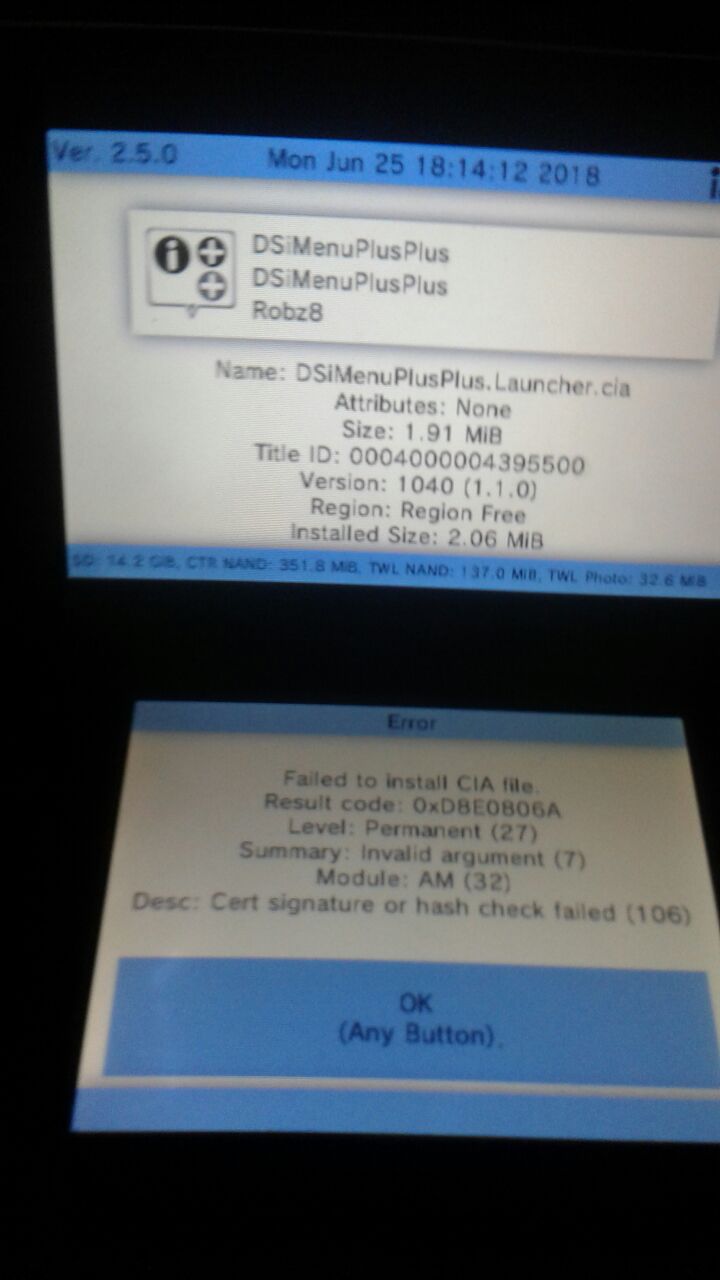 Ver. 2.5.0 Mon Jun 25 18:14:12 2018
DSiMenuPlusPlus
DSiMenuPlusPlus
Robz8
Name: DSiMenuPlusPlus.Launcher.cia
Attributes: None
Size: 1.91 MiB
Title ID: 0004000004395500
Version: 1040 (1.1.0)
Region: Region Free
Installed Size: 2.06 MiB
SD: 14.2 GiB, CTR NAND: 351.8 MiB, TWL NAND: 137.0 MiB, TWL Photo: 32.6 MiB
Error
Failed to install CIA file.
Result code: 0xD8E0806A
Level: Permanent (27)
Summary: Invalid argument (7)
Module: AM (32)
Desc: Cert signature or hash check failed (106)
OK
(Any Button)